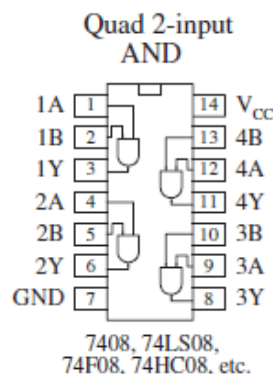 Quad 2-input
AND
1A 1 14 VCC
1B 2 13 4B
1Y 3 12 4A
2A 4 11 4Y
2B 5 10 3B
2Y 6 9 3A
GND 7 8 3Y
7408, 74LS08,
74F08, 74HC08, etc.